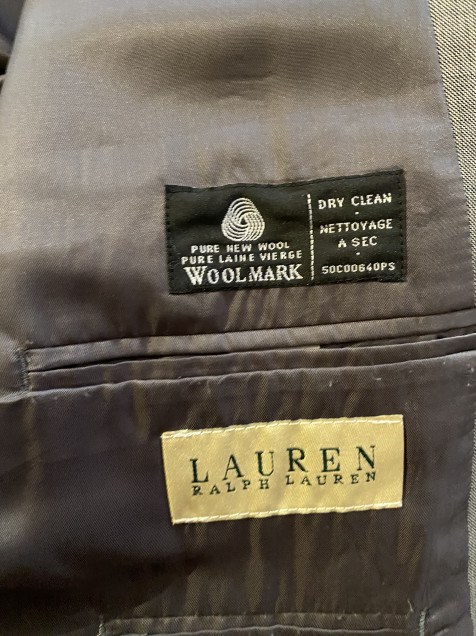 PURE NEW WOOL
PURE LAINE VIERGE
WOOLMARK
DRY CLEAN
-
NETTOYAGE
A SEC
-
50C00640PS
LAUREN
RALPH LAUREN